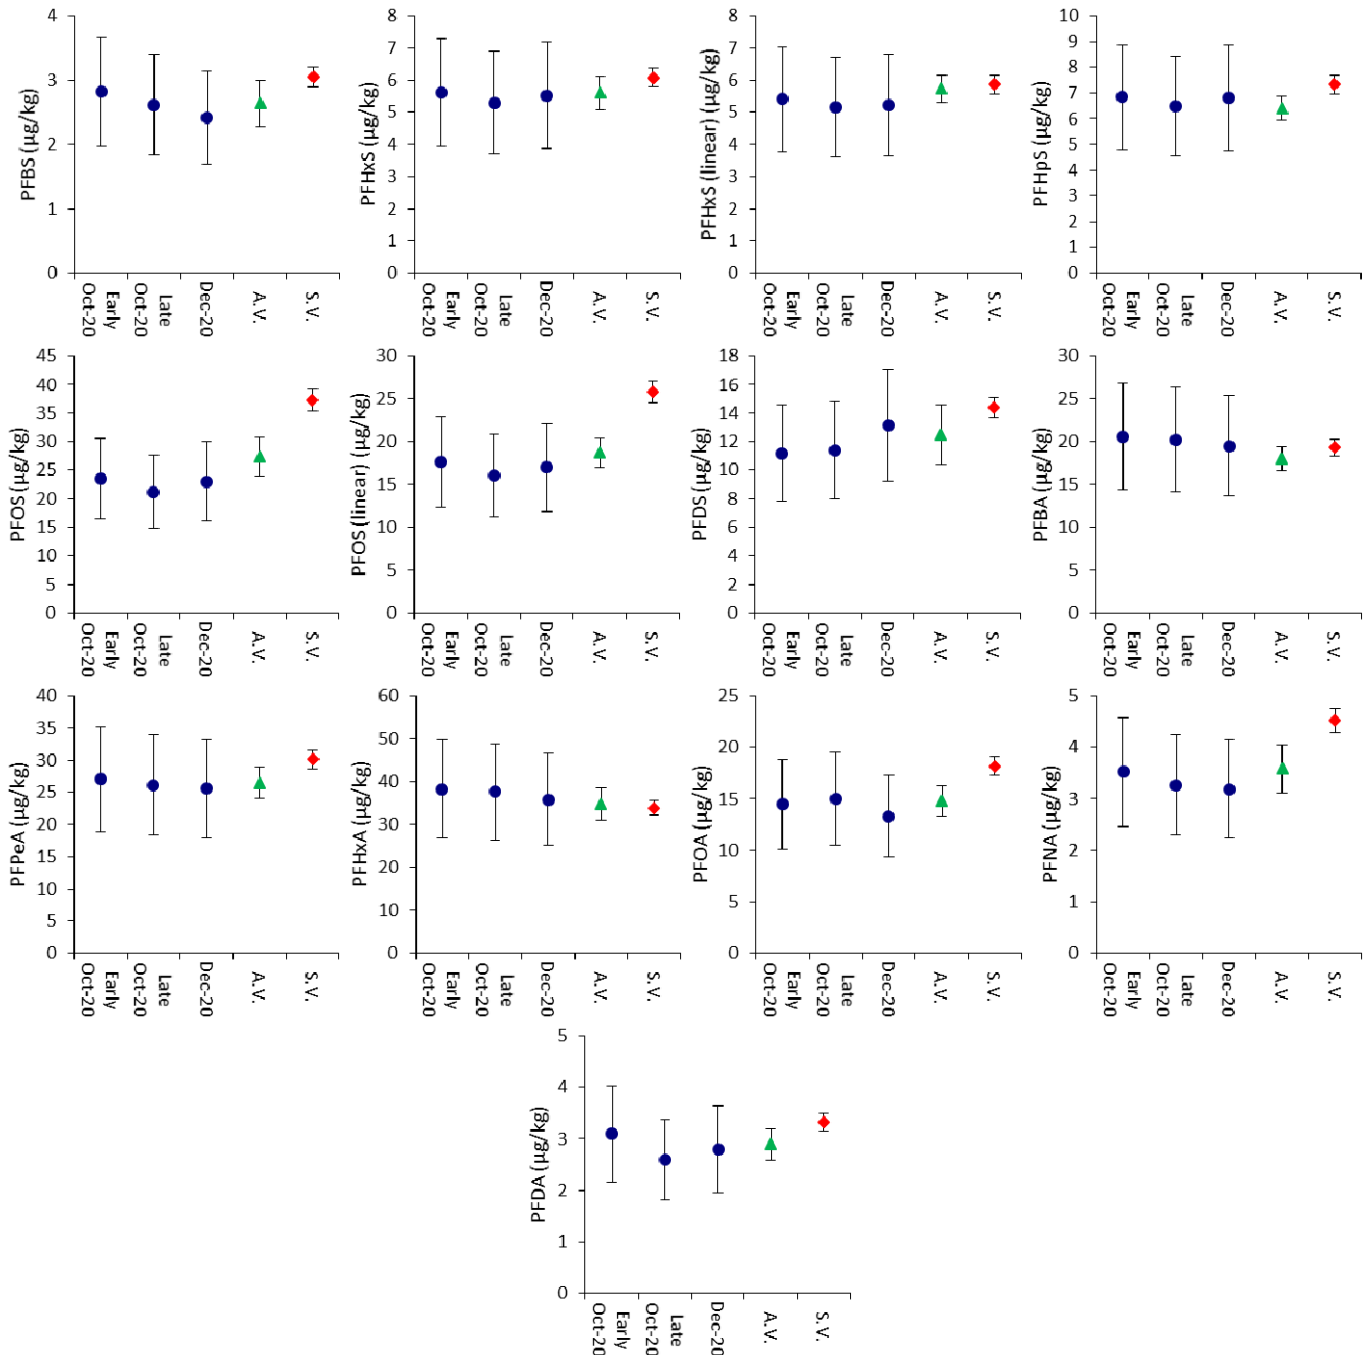 PFBS (µg/kg)
4
3
2
1
0
Early
Oct-20
Late
Oct-20
Dec-20
A.V.
S.V.
PFHxS (µg/kg)
8
7
6
5
4
3
2
1
0
Early
Oct-20
Late
Oct-20
Dec-20
A.V.
S.V.
PFHxS (linear) (µg/kg)
8
7
6
5
4
3
2
1
0
Early
Oct-20
Late
Oct-20
Dec-20
A.V.
S.V.
PFHpS (µg/kg)
10
9
8
7
6
5
4
3
2
1
0
Early
Oct-20
Late
Oct-20
Dec-20
A.V.
S.V.
PFOS (µg/kg)
45
40
35
30
25
20
15
10
5
0
Early
Oct-20
Late
Oct-20
Dec-20
A.V.
S.V.
PFOS (linear) (µg/kg)
30
25
20
15
10
5
0
Early
Oct-20
Late
Oct-20
Dec-20
A.V.
S.V.
PFDS (µg/kg)
18
16
14
12
10
8
6
4
2
0
Early
Oct-20
Late
Oct-20
Dec-20
A.V.
S.V.
PFBA (µg/kg)
30
25
20
15
10
5
0
Early
Oct-20
Late
Oct-20
Dec-20
A.V.
S.V.
PFPeA (µg/kg)
40
35
30
25
20
15
10
5
0
Early
Oct-20
Late
Oct-20
Dec-20
A.V.
S.V.
PFHxA (µg/kg)
60
50
40
30
20
10
0
Early
Oct-20
Late
Oct-20
Dec-20
A.V.
S.V.
PFOA (µg/kg)
25
20
15
10
5
0
Early
Oct-20
Late
Oct-20
Dec-20
A.V.
S.V.
PFNA (µg/kg)
5
4
3
2
1
0
Early
Oct-20
Late
Oct-20
Dec-20
A.V.
S.V.
PFDA (µg/kg)
5
4
3
2
1
0
Early
Oct-20
Late
Oct-20
Dec-20
A.V.
S.V.